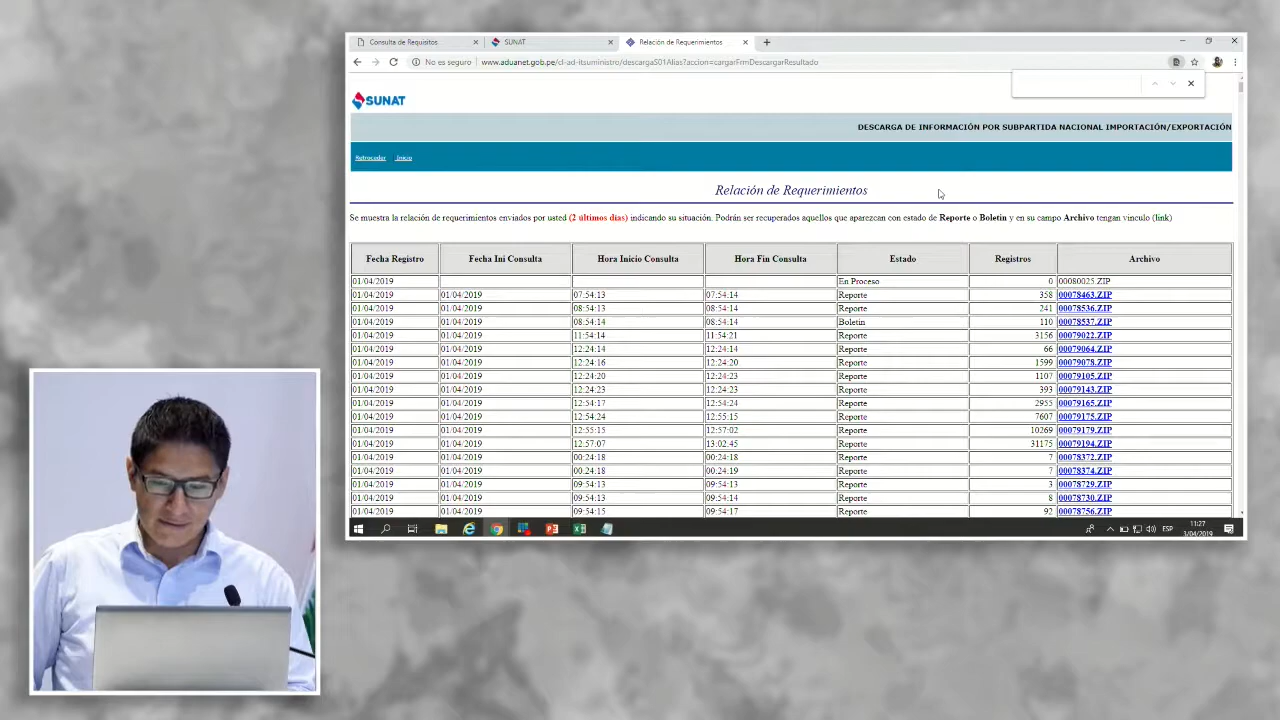 Consulta de Requisitos
SUNAT
Relación de Requerimientos
No es seguro
www.aduanet.gob.pe/cl-ad-itsuministro/descargaS01Alias?accion=cargarFrmDescargarResultado
SUNAT
DESCARGA DE INFORMACIÓN POR SUBPARTIDA NACIONAL IMPORTACIÓN/EXPORTACIÓN
Retroceder Inicio
Relación de Requerimientos
Se muestra la relación de requerimientos enviados por usted (2 últimos días) indicando su situación. Podrán ser recuperados aquellos que aparezcan con estado de Reporte o Boletin y en su campo Archivo tengan vinculo (link)
Fecha Registro Fecha Ini Consulta Hora Inicio Consulta Hora Fin Consulta Estado Registros Archivo
01/04/2019 En Proceso 0 00080025.ZIP
01/04/2019 01/04/2019 07:54:13 07:54:14 Reporte 358 00078463.ZIP
01/04/2019 01/04/2019 08:54:13 08:54:14 Reporte 241 00078536.ZIP
01/04/2019 01/04/2019 08:54:14 08:54:14 Boletin 110 00078537.ZIP
01/04/2019 01/04/2019 11:54:14 11:54:21 Reporte 3156 00079022.ZIP
01/04/2019 01/04/2019 12:24:14 12:24:14 Reporte 66 00079064.ZIP
01/04/2019 01/04/2019 12:24:16 12:24:20 Reporte 1599 00079078.ZIP
01/04/2019 01/04/2019 12:24:20 12:24:23 Reporte 1107 00079105.ZIP
01/04/2019 01/04/2019 12:24:23 12:24:23 Reporte 393 00079143.ZIP
01/04/2019 01/04/2019 12:54:17 12:54:24 Reporte 2955 00079165.ZIP
01/04/2019 01/04/2019 12:54:24 12:55:15 Reporte 7607 00079175.ZIP
01/04/2019 01/04/2019 12:55:15 12:57:02 Reporte 10269 00079179.ZIP
01/04/2019 01/04/2019 12:57:07 13:02:45 Reporte 31175 00079194.ZIP
01/04/2019 01/04/2019 00:24:18 00:24:18 Reporte 7 00078372.ZIP
01/04/2019 01/04/2019 00:24:18 00:24:19 Reporte 7 00078374.ZIP
01/04/2019 01/04/2019 09:54:13 09:54:13 Reporte 3 00078729.ZIP
01/04/2019 01/04/2019 09:54:13 09:54:14 Reporte 8 00078730.ZIP
01/04/2019 01/04/2019 09:54:15 09:54:17 Reporte 92 00078756.ZIP
ESP
11:27
3/04/2019